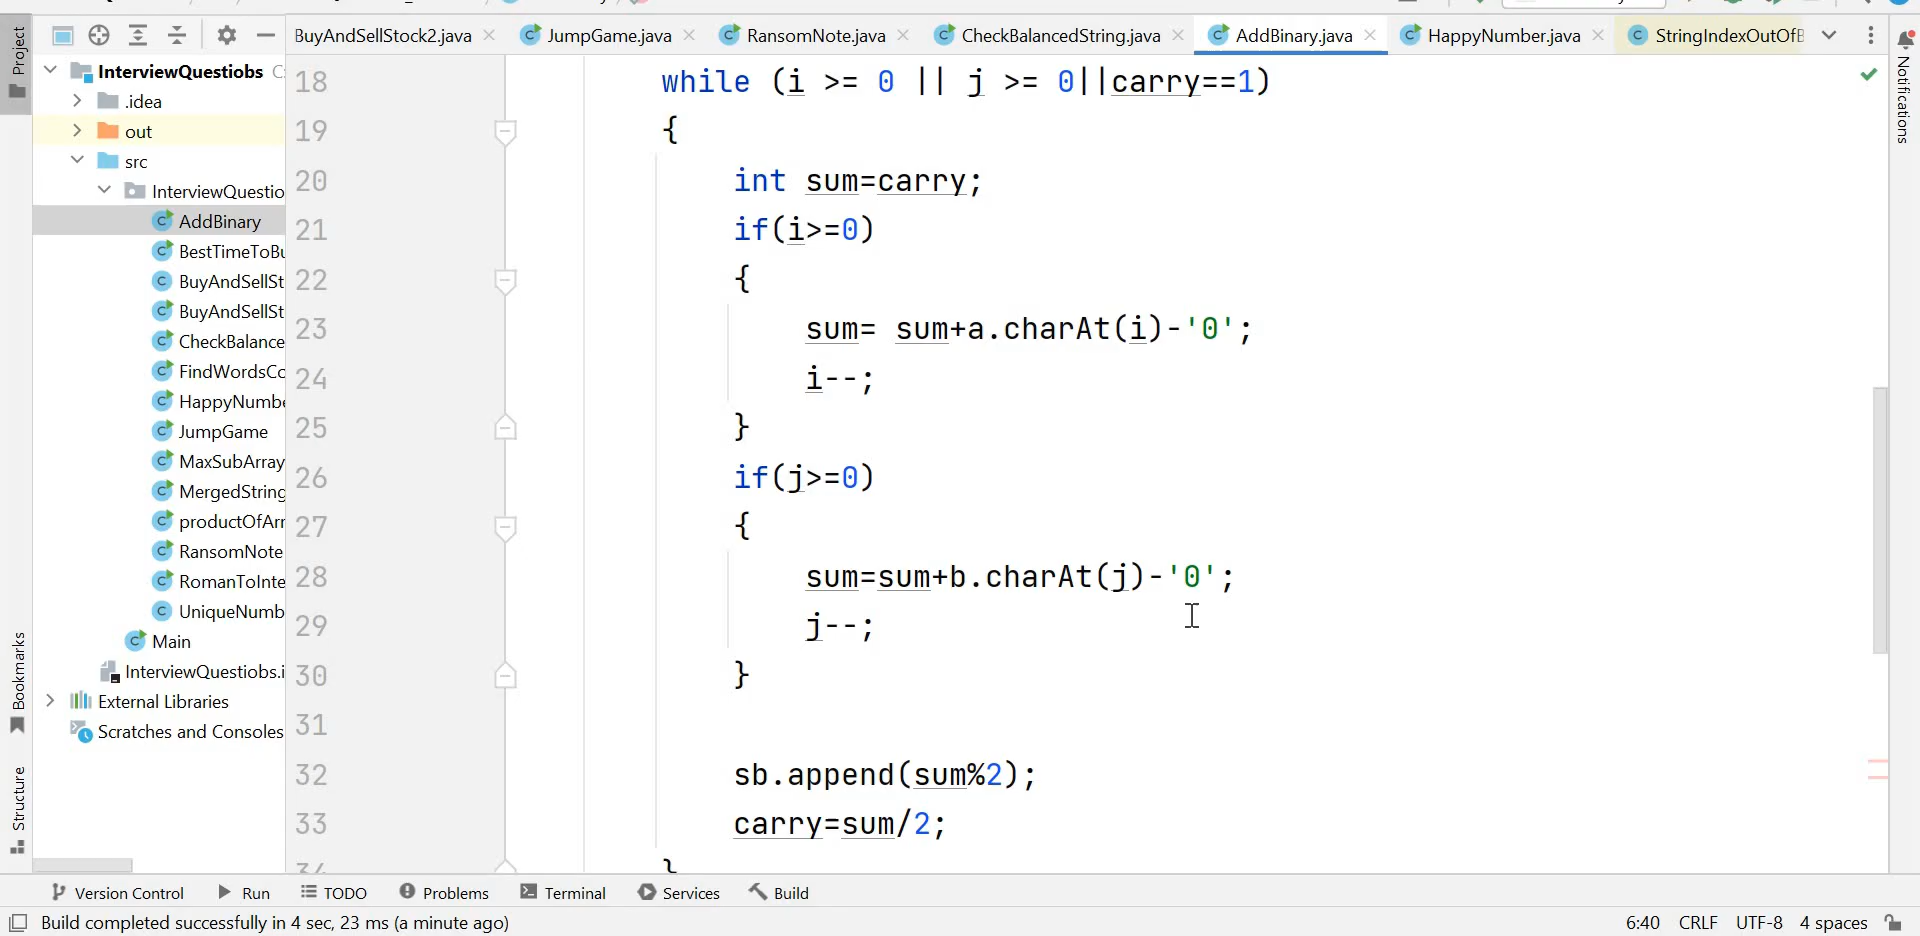 BuyAndSellStock2.java
JumpGame.java
RansomNote.java
CheckBalancedString.java
AddBinary.java
HappyNumber.java
StringIndexOutOfB
Project
Bookmarks
Structure
Notifications
InterviewQuestiobs C:
.idea
out
src
InterviewQuestio
AddBinary
BestTimeToBu
BuyAndSellSt
BuyAndSellSt
CheckBalance
FindWordsCo
HappyNumbe
JumpGame
MaxSubArray
MergedString
productOfArr
RansomNote
RomanToInte
UniqueNumb
Main
InterviewQuestiobs.i
External Libraries
Scratches and Consoles
18 while (i >= 0 || j >= 0||carry==1)
19 {
20 int sum=carry;
21 if(i>=0)
22 {
23 sum= sum+a.charAt(i)-'0';
24 i--;
25 }
26 if(j>=0)
27 {
28 sum=sum+b.charAt(j)-'0';
29 j--;
30 }
31
32 sb.append(sum%2);
33 carry=sum/2;
34 }
Version Control Run TODO Problems Terminal Services Build
Build completed successfully in 4 sec, 23 ms (a minute ago) 6:40 CRLF UTF-8 4 spaces